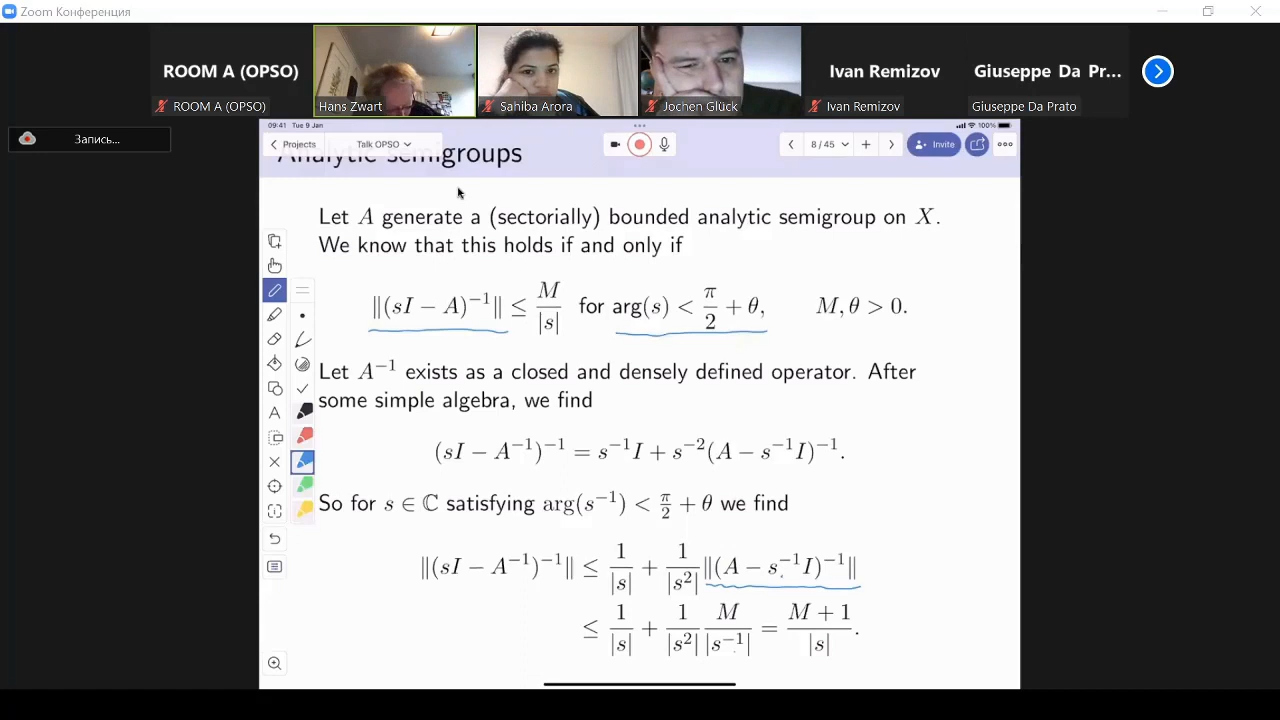 Zoom Конференция
ROOM A (OPSO)
Ivan Remizov
Giuseppe Da Pr...
ROOM A (OPSO)
Hans Zwart
Sahiba Arora
Jochen Glück
Ivan Remizov
Giuseppe Da Prato
Запись...
09:41 Tue 9 Jan
100%
Projects
Talk OPSO
8 / 45
Invite
Analytic semigroups
Let A generate a (sectorially) bounded analytic semigroup on X.
We know that this holds if and only if
‖(sI − A)⁻¹‖ ≤ M/|s| for arg(s) < π/2 + θ, M, θ > 0.
Let A⁻¹ exists as a closed and densely defined operator. After
some simple algebra, we find
(sI − A⁻¹)⁻¹ = s⁻¹I + s⁻²(A − s⁻¹I)⁻¹.
So for s ∈ ℂ satisfying arg(s⁻¹) < π/2 + θ we find
‖(sI − A⁻¹)⁻¹‖ ≤ 1/|s| + 1/|s²| ‖(A − s⁻¹I)⁻¹‖
≤ 1/|s| + 1/|s²| M/|s⁻¹| = M + 1/|s|.